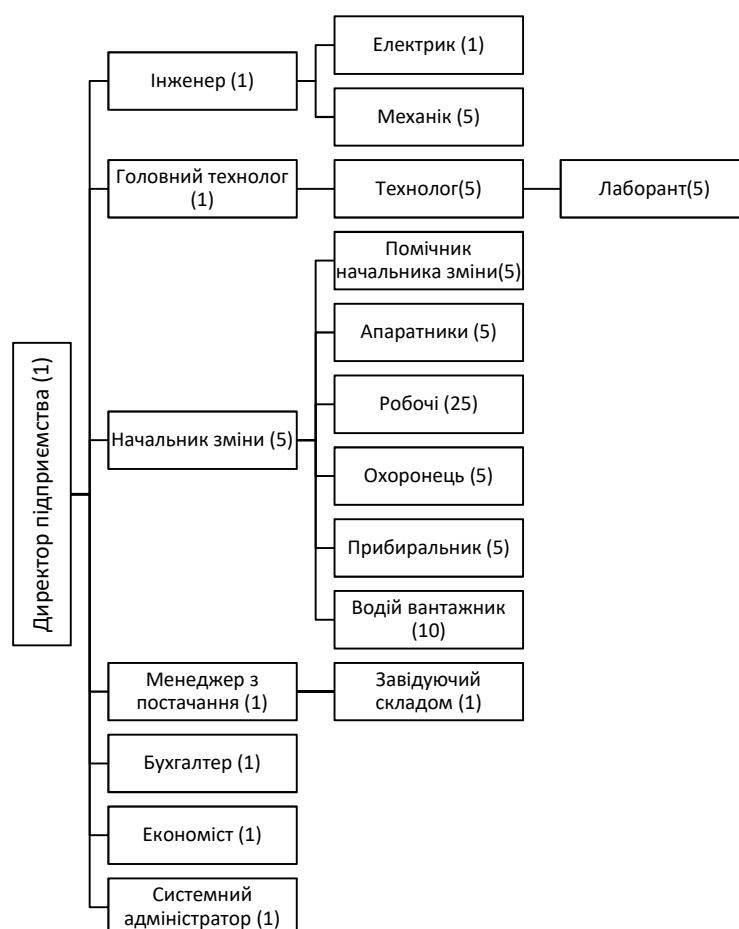 Директор підприємства (1)
Інженер (1)
Електрик (1)
Механік (5)
Головний технолог
(1)
Технолог(5)
Лаборант(5)
Начальник зміни (5)
Помічник
начальника зміни(5)
Апаратники (5)
Робочі (25)
Охоронець (5)
Прибиральник (5)
Водій вантажник
(10)
Менеджер з
постачання (1)
Завідуючий
складом (1)
Бухгалтер (1)
Економіст (1)
Системний
адміністратор (1)